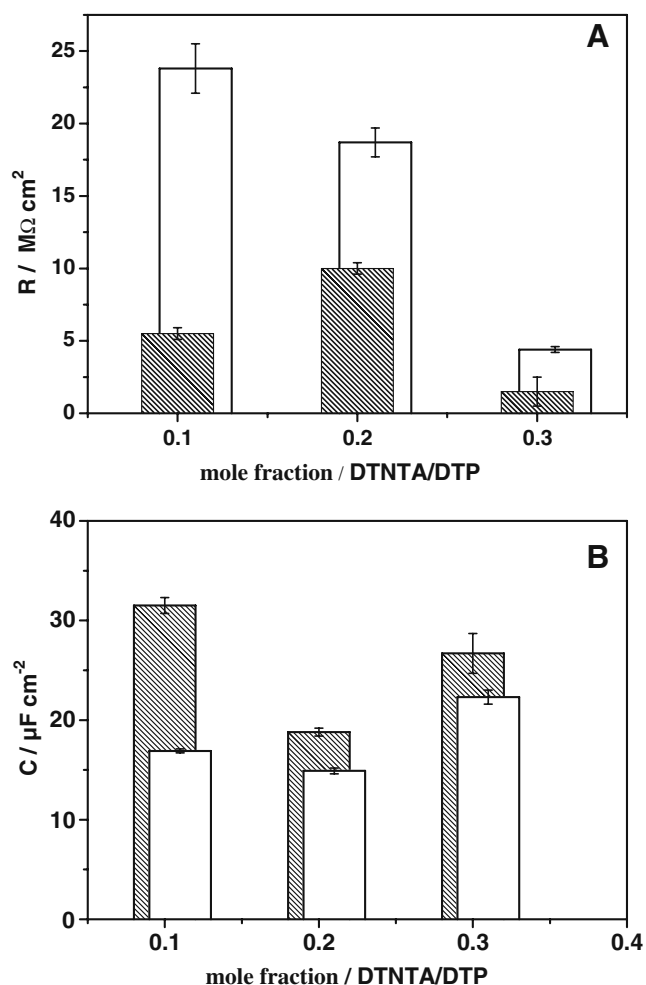 A
25
20
15
10
5
0
R / MΩ cm²
0.1 0.2 0.3
mole fraction / DTNTA/DTP
B
40
30
20
10
0
C / µF cm⁻²
0.1 0.2 0.3 0.4
mole fraction / DTNTA/DTP